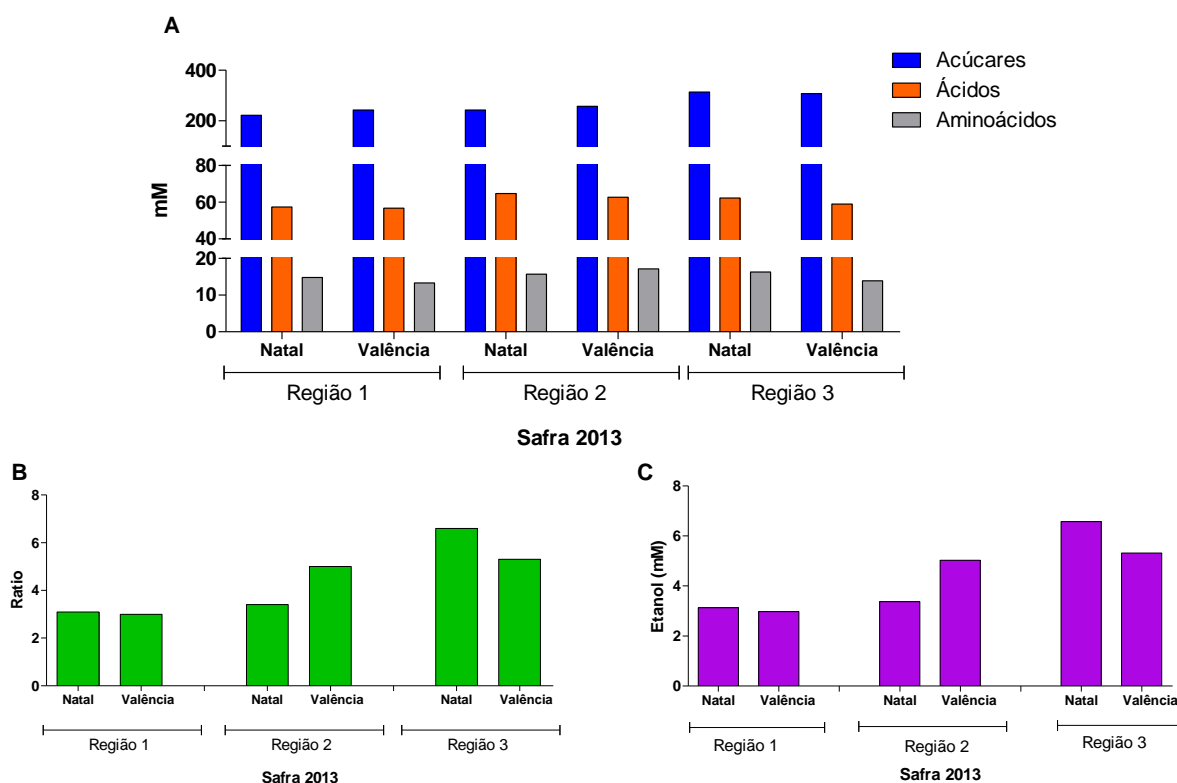 A
Acúcares
Ácidos
Aminoácidos
400
200
80
60
40
20
10
0
mM
Natal Valência Natal Valência Natal Valência
Região 1 Região 2 Região 3
Safra 2013
B
8
6
4
2
0
Ratio
Natal Valência Natal Valência Natal Valência
Região 1 Região 2 Região 3
Safra 2013
C
8
6
4
2
0
Etanol (mM)
Natal Valência Natal Valência Natal Valência
Região 1 Região 2 Região 3
Safra 2013